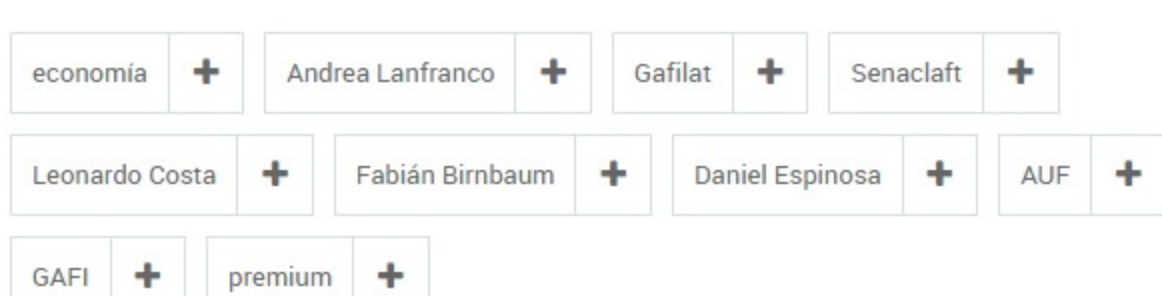 economía + Andrea Lanfranco + Gafilat + Senaclaft +
Leonardo Costa + Fabián Birnbaum + Daniel Espinosa + AUF +
GAFI + premium +